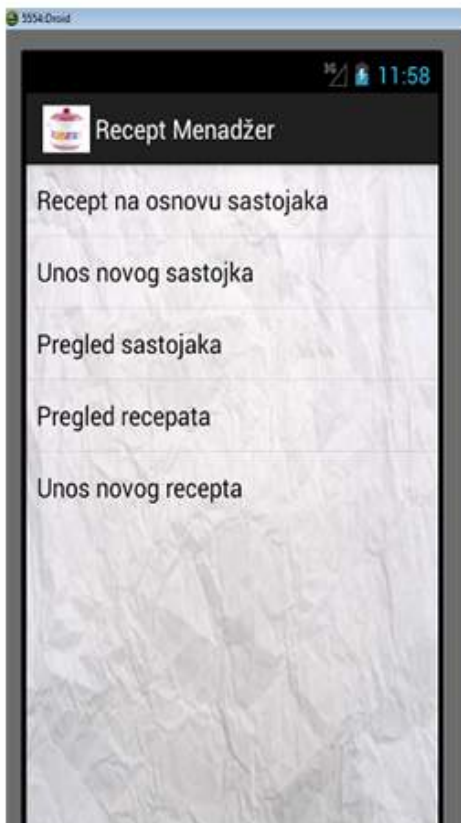 5554:Droid
3G 11:58
Recept Menadžer
Recept na osnovu sastojaka
Unos novog sastojka
Pregled sastojaka
Pregled recepata
Unos novog recepta